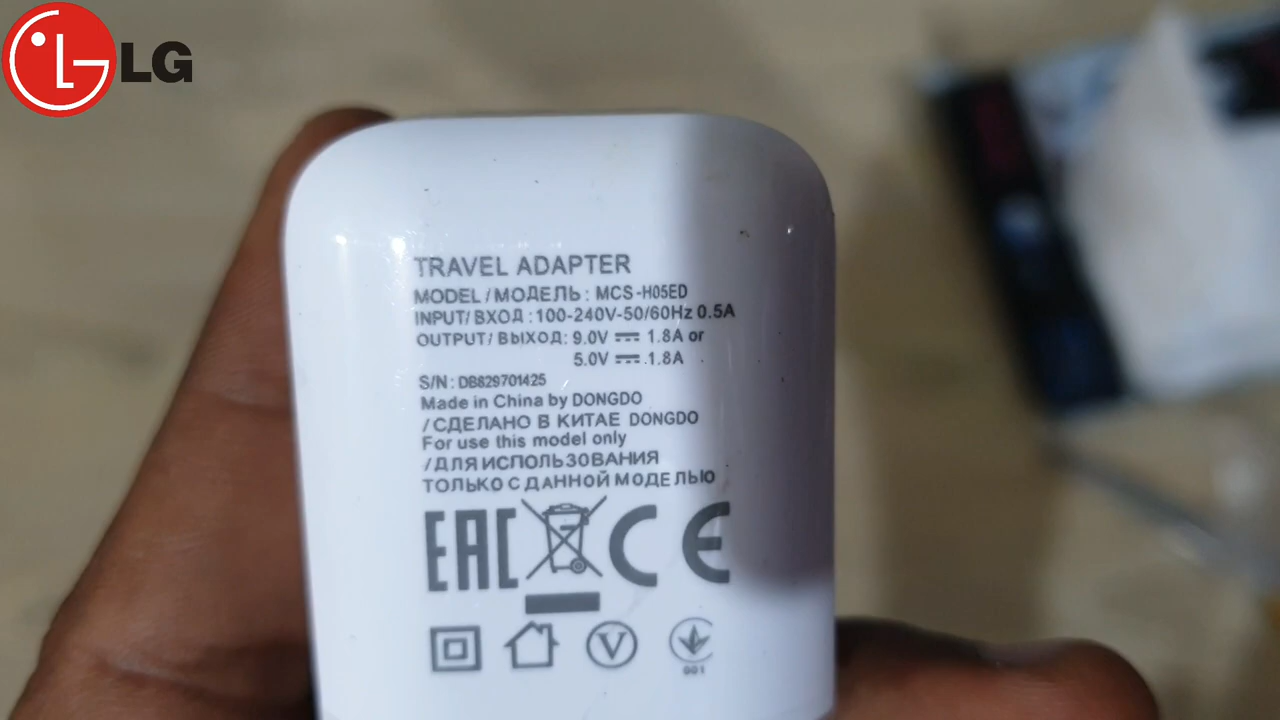 LG
TRAVEL ADAPTER
MODEL / МОДЕЛЬ : MCS-H05ED
INPUT/ ВХОД : 100-240V-50/60Hz 0.5A
OUTPUT/ ВЫХОД: 9.0V ⎓ 1.8A or
5.0V ⎓ 1.8A
S/N : DB829701425
Made in China by DONGDO
/ СДЕЛАНО В КИТАЕ DONGDO
For use this model only
/ДЛЯ ИСПОЛЬЗОВАНИЯ
ТОЛЬКО С ДАННОЙ МОДЕЛЬЮ
EAC CE
V
001